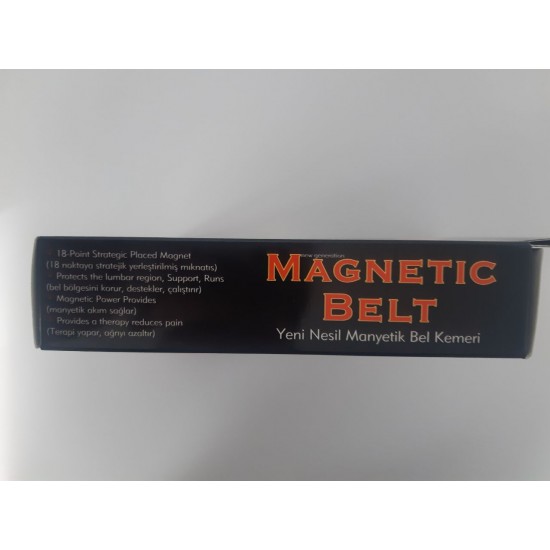 18-Point Strategic Placed Magnet
(18 noktaya stratejik yerleştirilmiş mıknatıs)
Protects the lumbar region, Support, Runs
(bel bölgesini korur, destekler, çalıştırır)
Magnetic Power Provides
(manyetik akım sağlar)
Provides a therapy reduces pain
(Terapi yapar, ağrıyı azaltır)
new generation
MAGNETIC
BELT
Yeni Nesil Manyetik Bel Kemeri